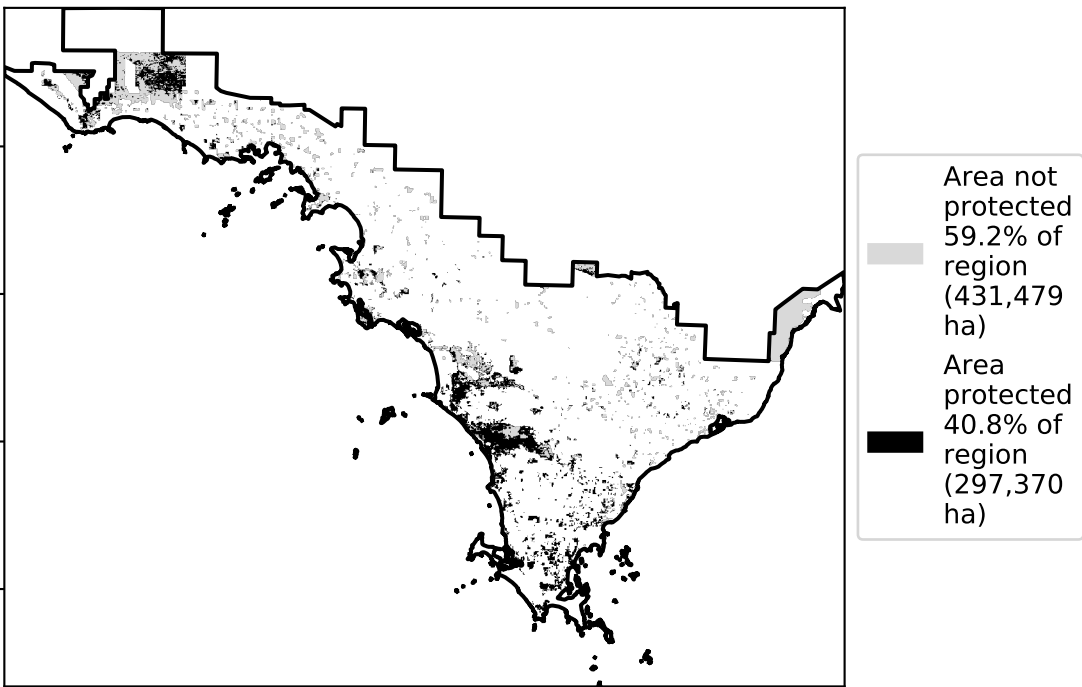 Area not
protected
59.2% of
region
(431,479
ha)
Area
protected
40.8% of
region
(297,370
ha)